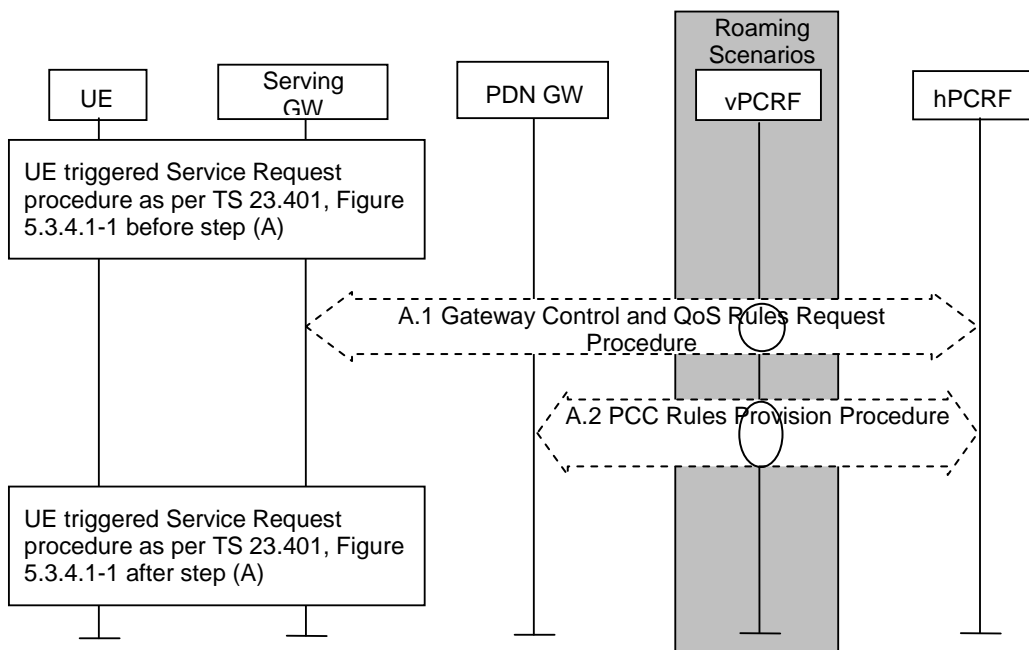 Roaming
Scenarios
UE
Serving
GW
PDN GW
vPCRF
hPCRF
UE triggered Service Request
procedure as per TS 23.401, Figure
5.3.4.1-1 before step (A)
A.1 Gateway Control and QoS Rules Request
Procedure
A.2 PCC Rules Provision Procedure
UE triggered Service Request
procedure as per TS 23.401, Figure
5.3.4.1-1 after step (A)